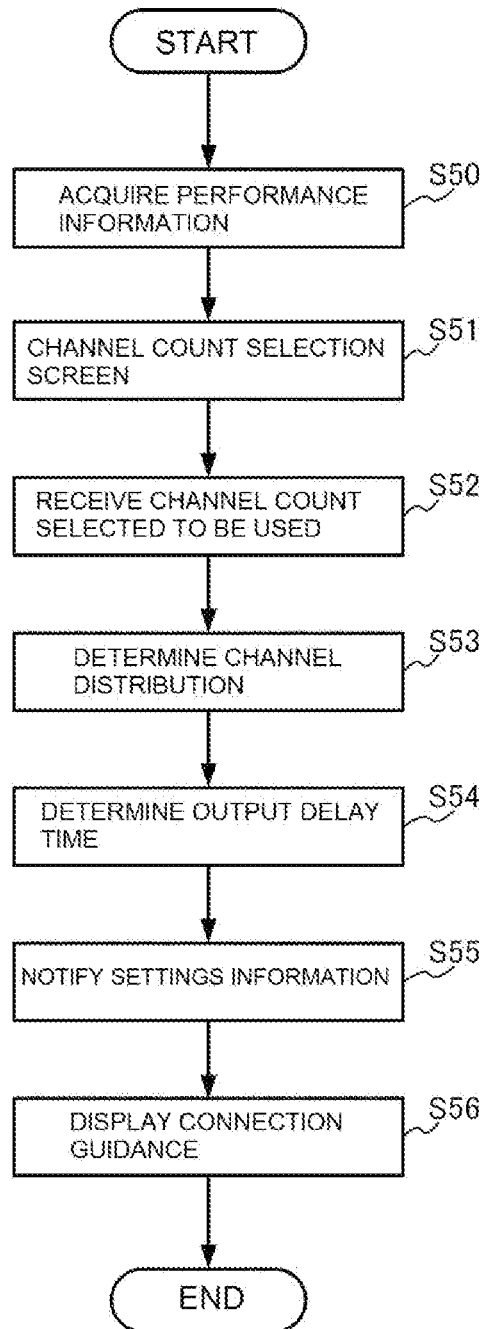 START
S50
ACQUIRE PERFORMANCE
INFORMATION
S51
CHANNEL COUNT SELECTION
SCREEN
S52
RECEIVE CHANNEL COUNT
SELECTED TO BE USED
S53
DETERMINE CHANNEL
DISTRIBUTION
S54
DETERMINE OUTPUT DELAY
TIME
S55
NOTIFY SETTINGS INFORMATION
S56
DISPLAY CONNECTION
GUIDANCE
END